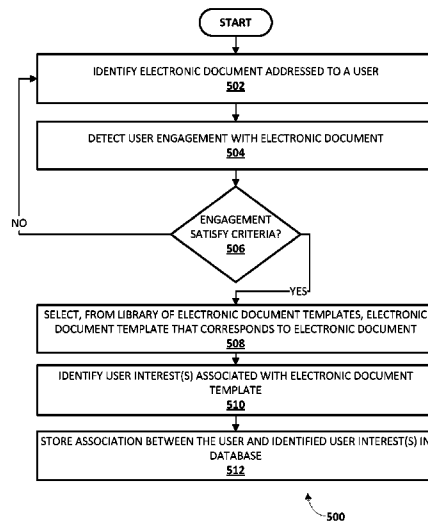 START
IDENTIFY ELECTRONIC DOCUMENT ADDRESSED TO A USER
502
DETECT USER ENGAGEMENT WITH ELECTRONIC DOCUMENT
504
ENGAGEMENT
SATISFY CRITERIA?
506
NO
YES
SELECT, FROM LIBRARY OF ELECTRONIC DOCUMENT TEMPLATES, ELECTRONIC
DOCUMENT TEMPLATE THAT CORRESPONDS TO ELECTRONIC DOCUMENT
508
IDENTIFY USER INTEREST(S) ASSOCIATED WITH ELECTRONIC DOCUMENT
TEMPLATE
510
STORE ASSOCIATION BETWEEN THE USER AND IDENTIFIED USER INTEREST(S) IN
DATABASE
512
500